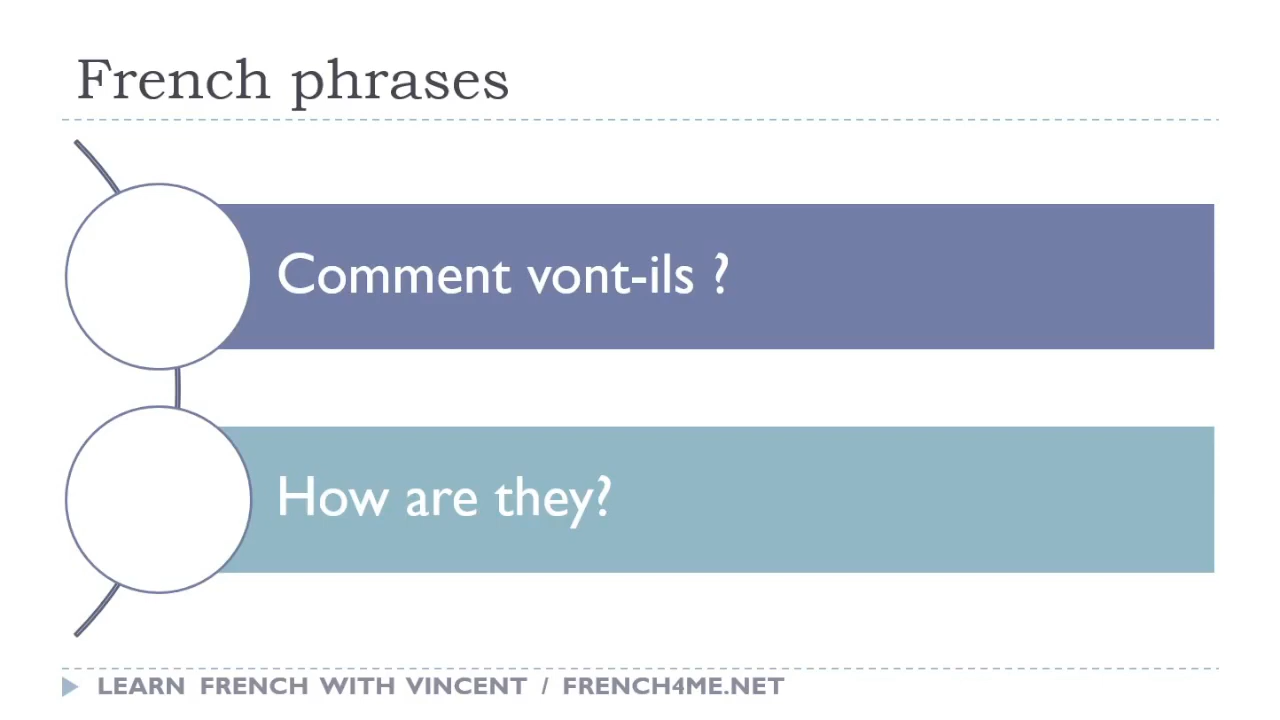 French phrases
Comment vont-ils ?
How are they?
LEARN FRENCH WITH VINCENT / FRENCH4ME.NET